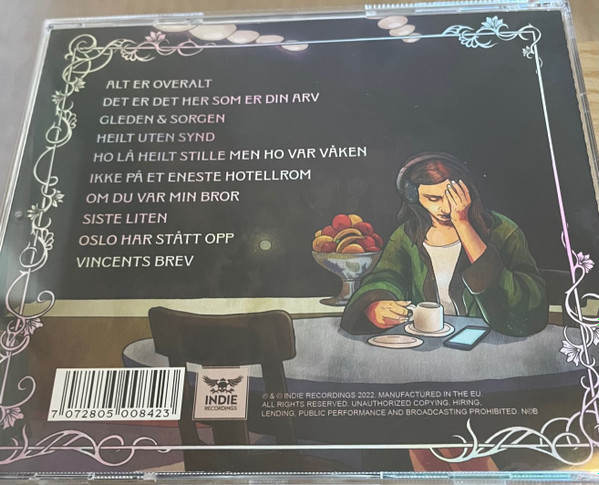 ALT ER OVERALT
DET ER DET HER SOM ER DIN ARV
GLEDEN & SORGEN
HEILT UTEN SYND
HO LÅ HEILT STILLE MEN HO VAR VÅKEN
IKKE PÅ ET ENESTE HOTELLROM
OM DU VAR MIN BROR
SISTE LITEN
OSLO HAR STÅTT OPP
VINCENTS BREV
7 072805 008423
INDIE
RECORDINGS
℗ & © INDIE RECORDINGS 2022. MANUFACTURED IN THE EU.
ALL RIGHTS RESERVED. UNAUTHORIZED COPYING, HIRING,
LENDING, PUBLIC PERFORMANCE AND BROADCASTING PROHIBITED. N©B